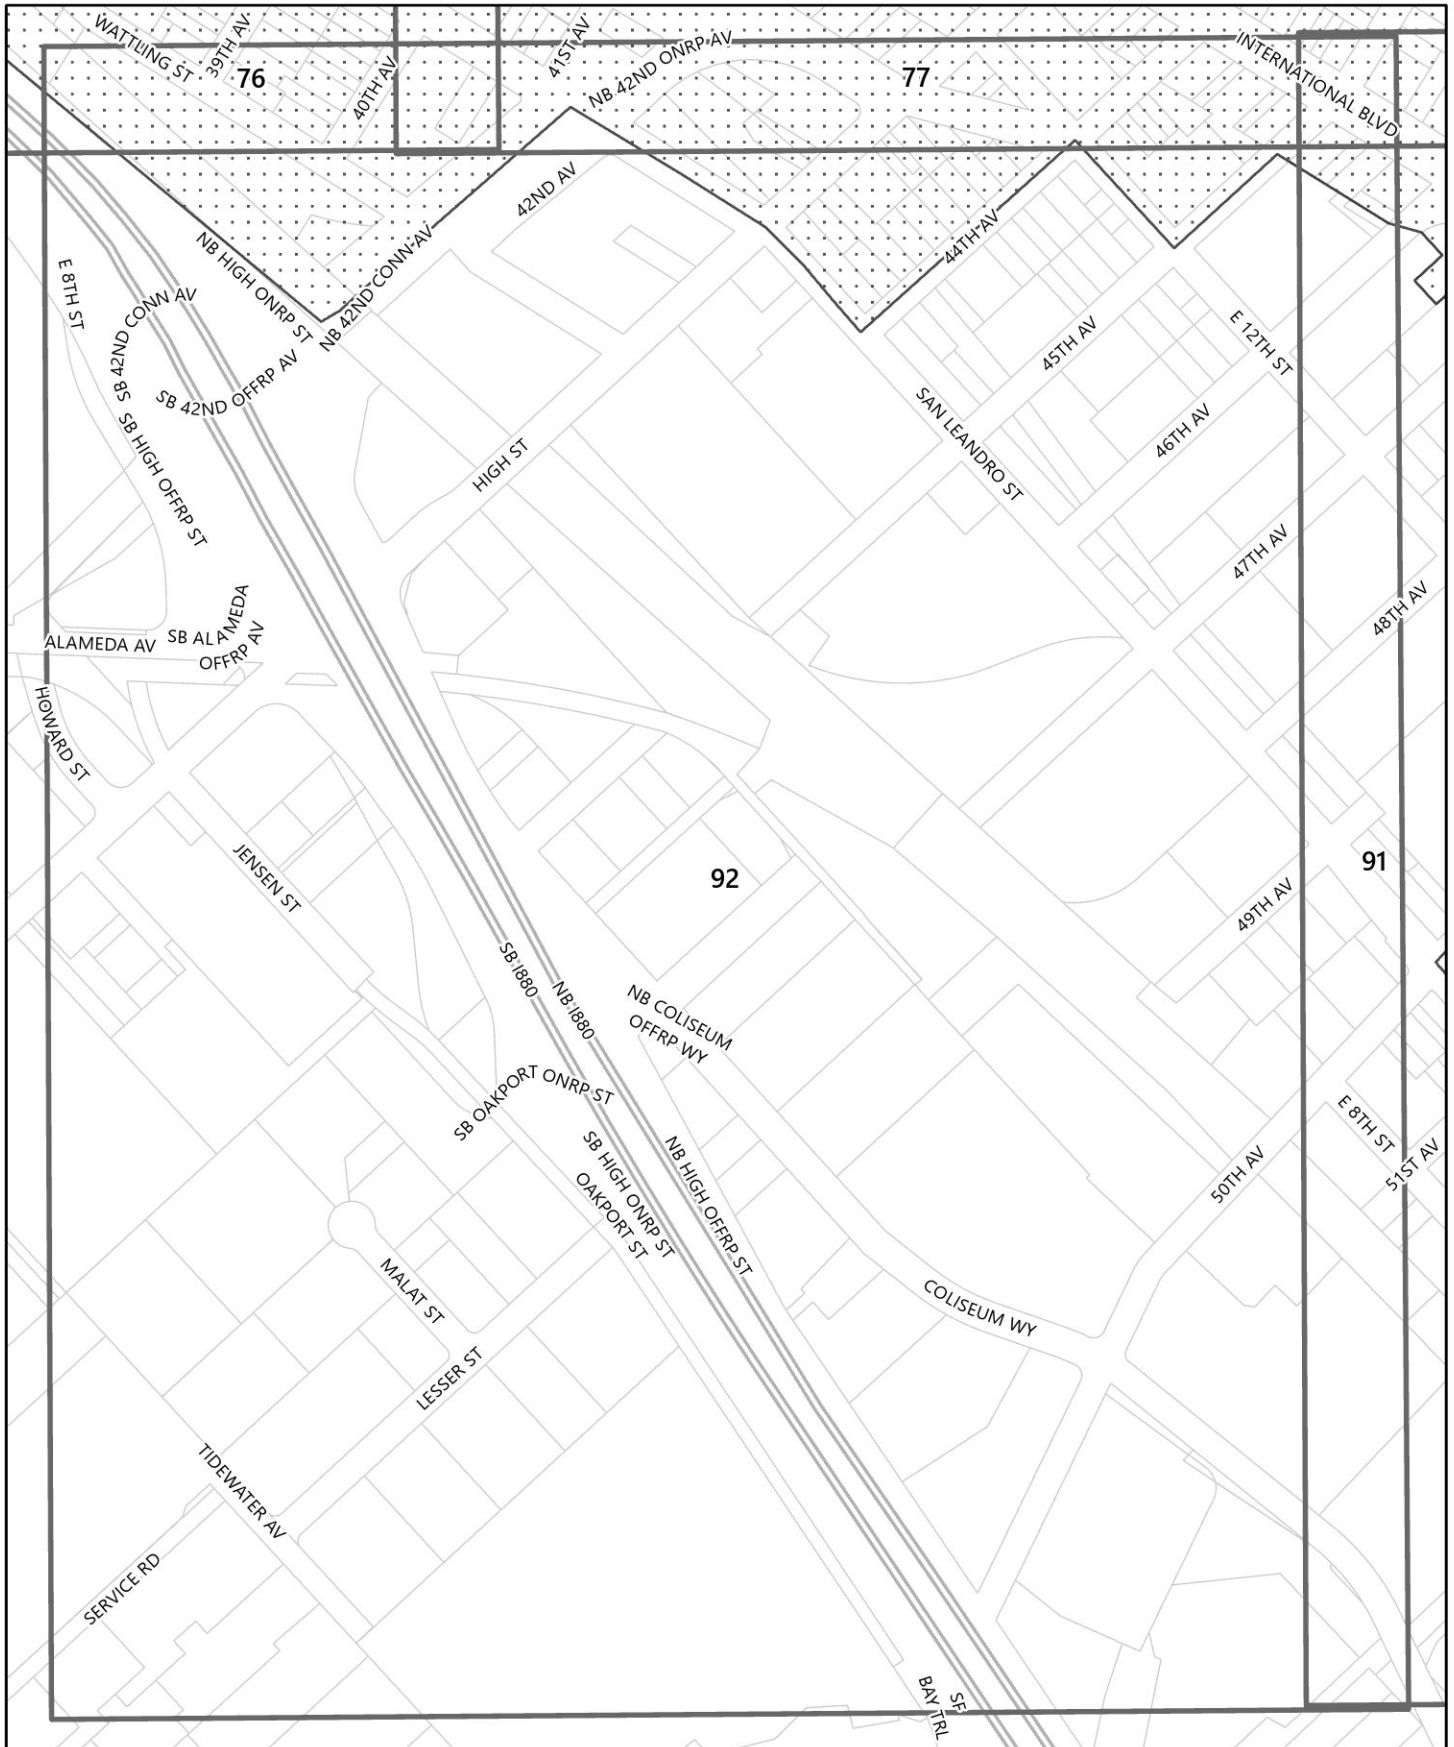 WATTLING ST
39TH AV
76
40TH AV
41ST AV
NB 42ND ONRP AV
77
INTERNATIONAL BLVD
42ND AV
NB HIGH ONRP ST
NB 42ND CONN AV
44TH AV
E 8TH ST
SB 42ND CONN AV
SB 42ND OFFRP AV
45TH AV
E 12TH ST
SB HIGH OFFRP ST
HIGH ST
SAN LEANDRO ST
46TH AV
47TH AV
48TH AV
ALAMEDA AV
SB ALAMEDA
OFFRP AV
HOWARD ST
JENSEN ST
92
91
49TH AV
SB I880
NB I880
NB COLISEUM
OFFRP WY
SB OAKPORT ONRP ST
SB HIGH ONRP ST
OAKPORT ST
NB HIGH OFFRP ST
E 8TH ST
51ST AV
50TH AV
MALAT ST
COLISEUM WY
LESSER ST
TIDEWATER AV
SERVICE RD
SF
BAY TRL